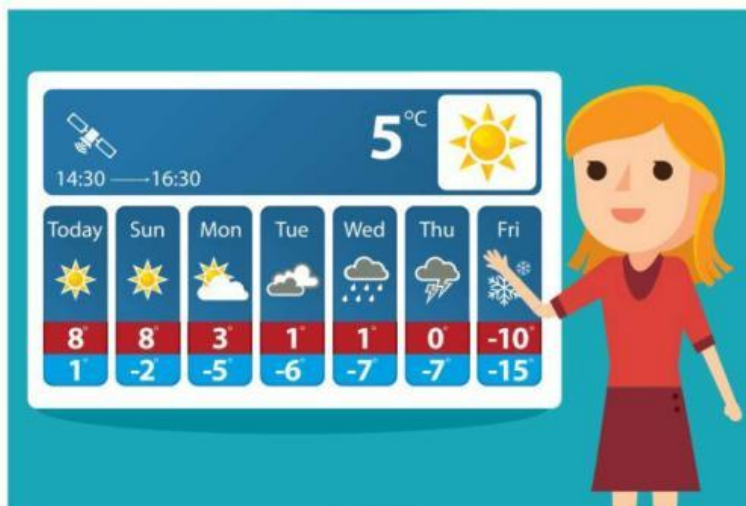 5°C
14:30 → 16:30
Today Sun Mon Tue Wed Thu Fri
8° 8° 3° 1° 1° 0° -10°
1° -2° -5° -6° -7° -7° -15°